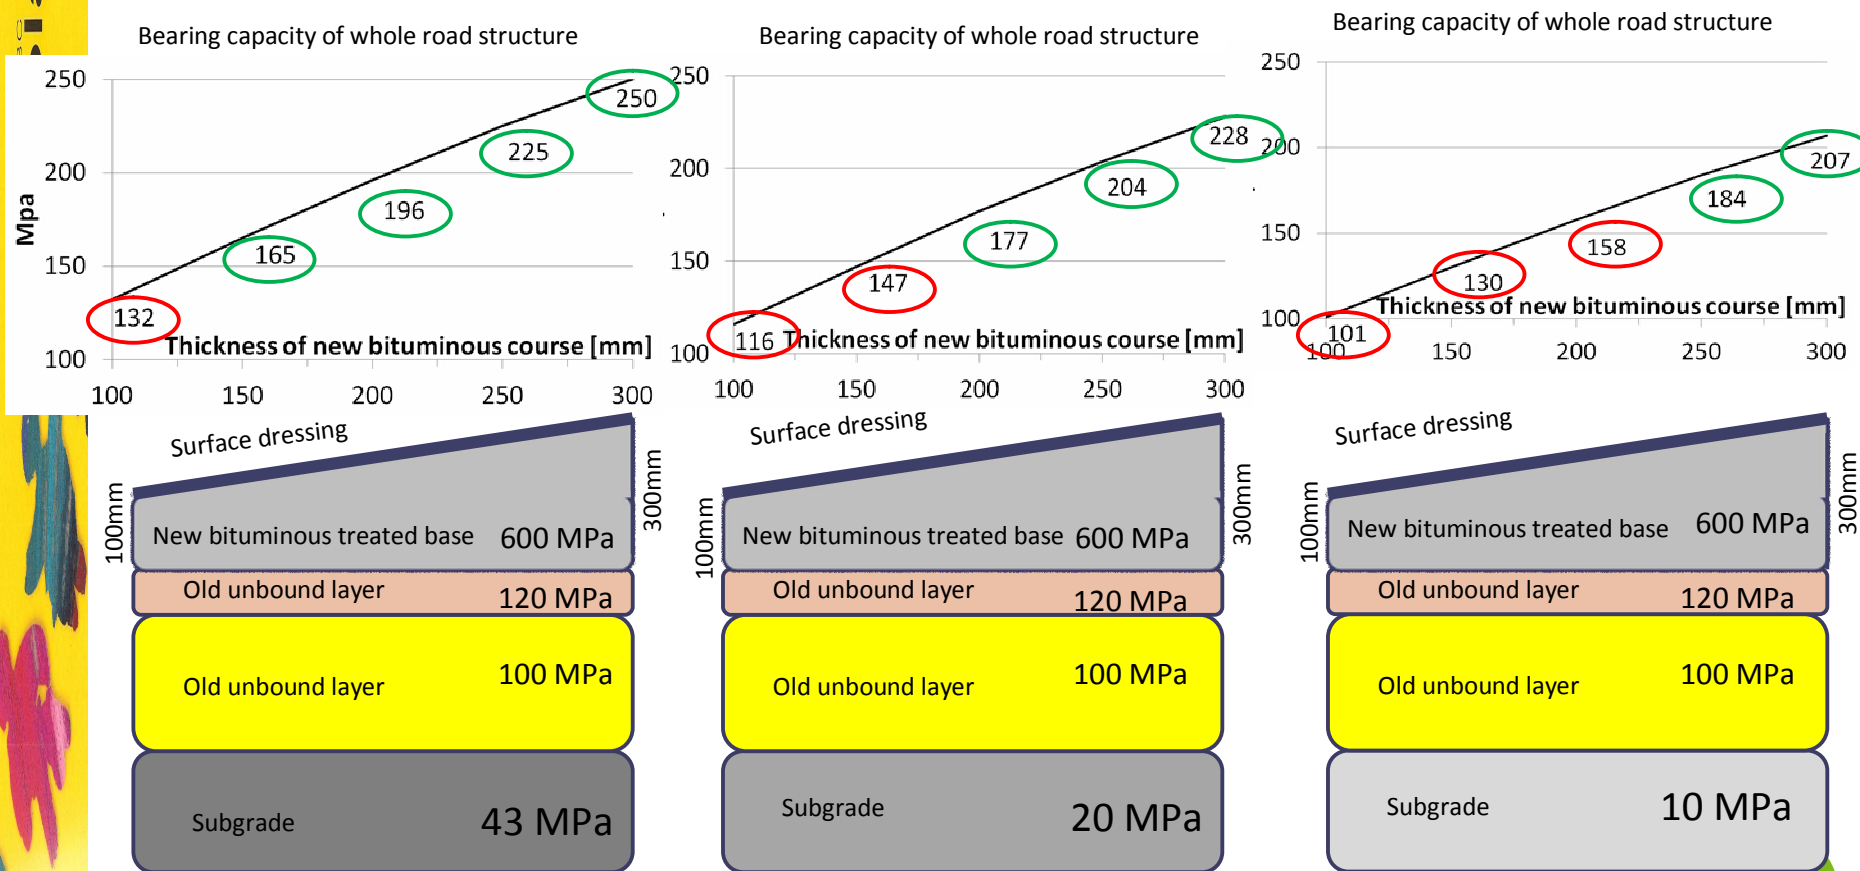 Bearing capacity of whole road structure
Mpa
250
200
150
100
250
225
196
165
132
Thickness of new bituminous course [mm]
100 150 200 250 300
Surface dressing
100mm
300mm
New bituminous treated base 600 MPa
Old unbound layer 120 MPa
Old unbound layer 100 MPa
Subgrade 43 MPa
Bearing capacity of whole road structure
250
200
150
100
228
204
177
147
116
Thickness of new bituminous course [mm]
100 150 200 250 300
Surface dressing
100mm
300mm
New bituminous treated base 600 MPa
Old unbound layer 120 MPa
Old unbound layer 100 MPa
Subgrade 20 MPa
Bearing capacity of whole road structure
250
200
150
100
207
184
158
130
101
Thickness of new bituminous course [mm]
100 150 200 250 300
Surface dressing
100mm
300mm
New bituminous treated base 600 MPa
Old unbound layer 120 MPa
Old unbound layer 100 MPa
Subgrade 10 MPa